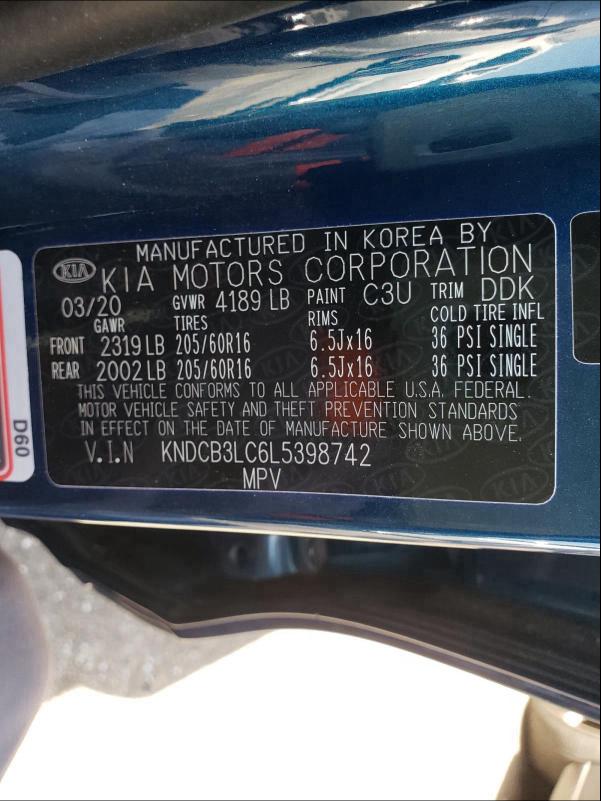 MANUFACTURED IN KOREA BY
KIA KIA MOTORS CORPORATION
03/20 GVWR 4189 LB PAINT C3U TRIM DDK
GAWR TIRES RIMS COLD TIRE INFL
FRONT 2319 LB 205/60R16 6.5Jx16 36 PSI SINGLE
REAR 2002 LB 205/60R16 6.5Jx16 36 PSI SINGLE
THIS VEHICLE CONFORMS TO ALL APPLICABLE U.S.A. FEDERAL
MOTOR VEHICLE SAFETY AND THEFT PREVENTION STANDARDS
IN EFFECT ON THE DATE OF MANUFACTURE SHOWN ABOVE.
V.I.N KNDCB3LC6L5398742
MPV
D60